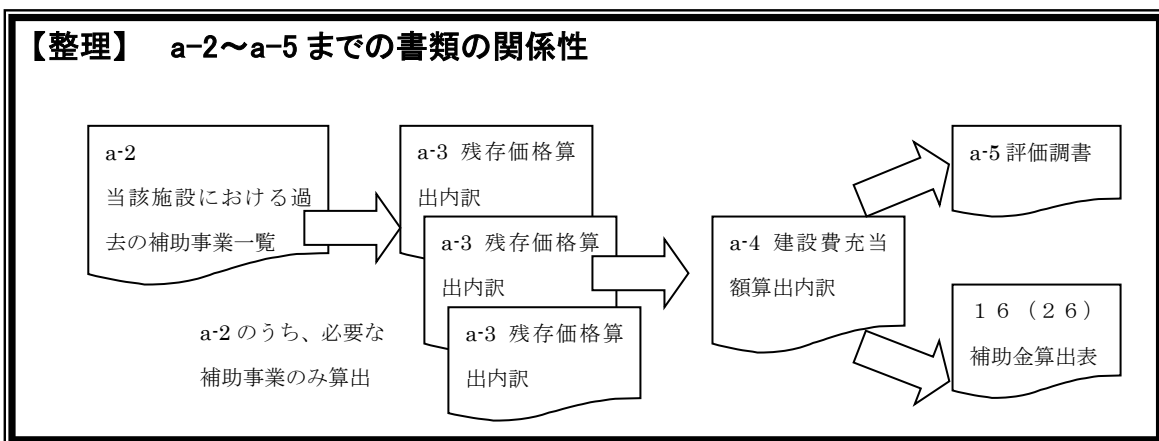 【整理】 a-2~a-5までの書類の関係性
a-2
当該施設における過
去の補助事業一覧
a-2のうち、必要な
補助事業のみ算出
a-3 残存価格算
出内訳
a-3 残存価格算
出内訳
a-3 残存価格算
出内訳
a-4 建設費充当
額算出内訳
a-5 評価調書
16(26)
補助金算出表